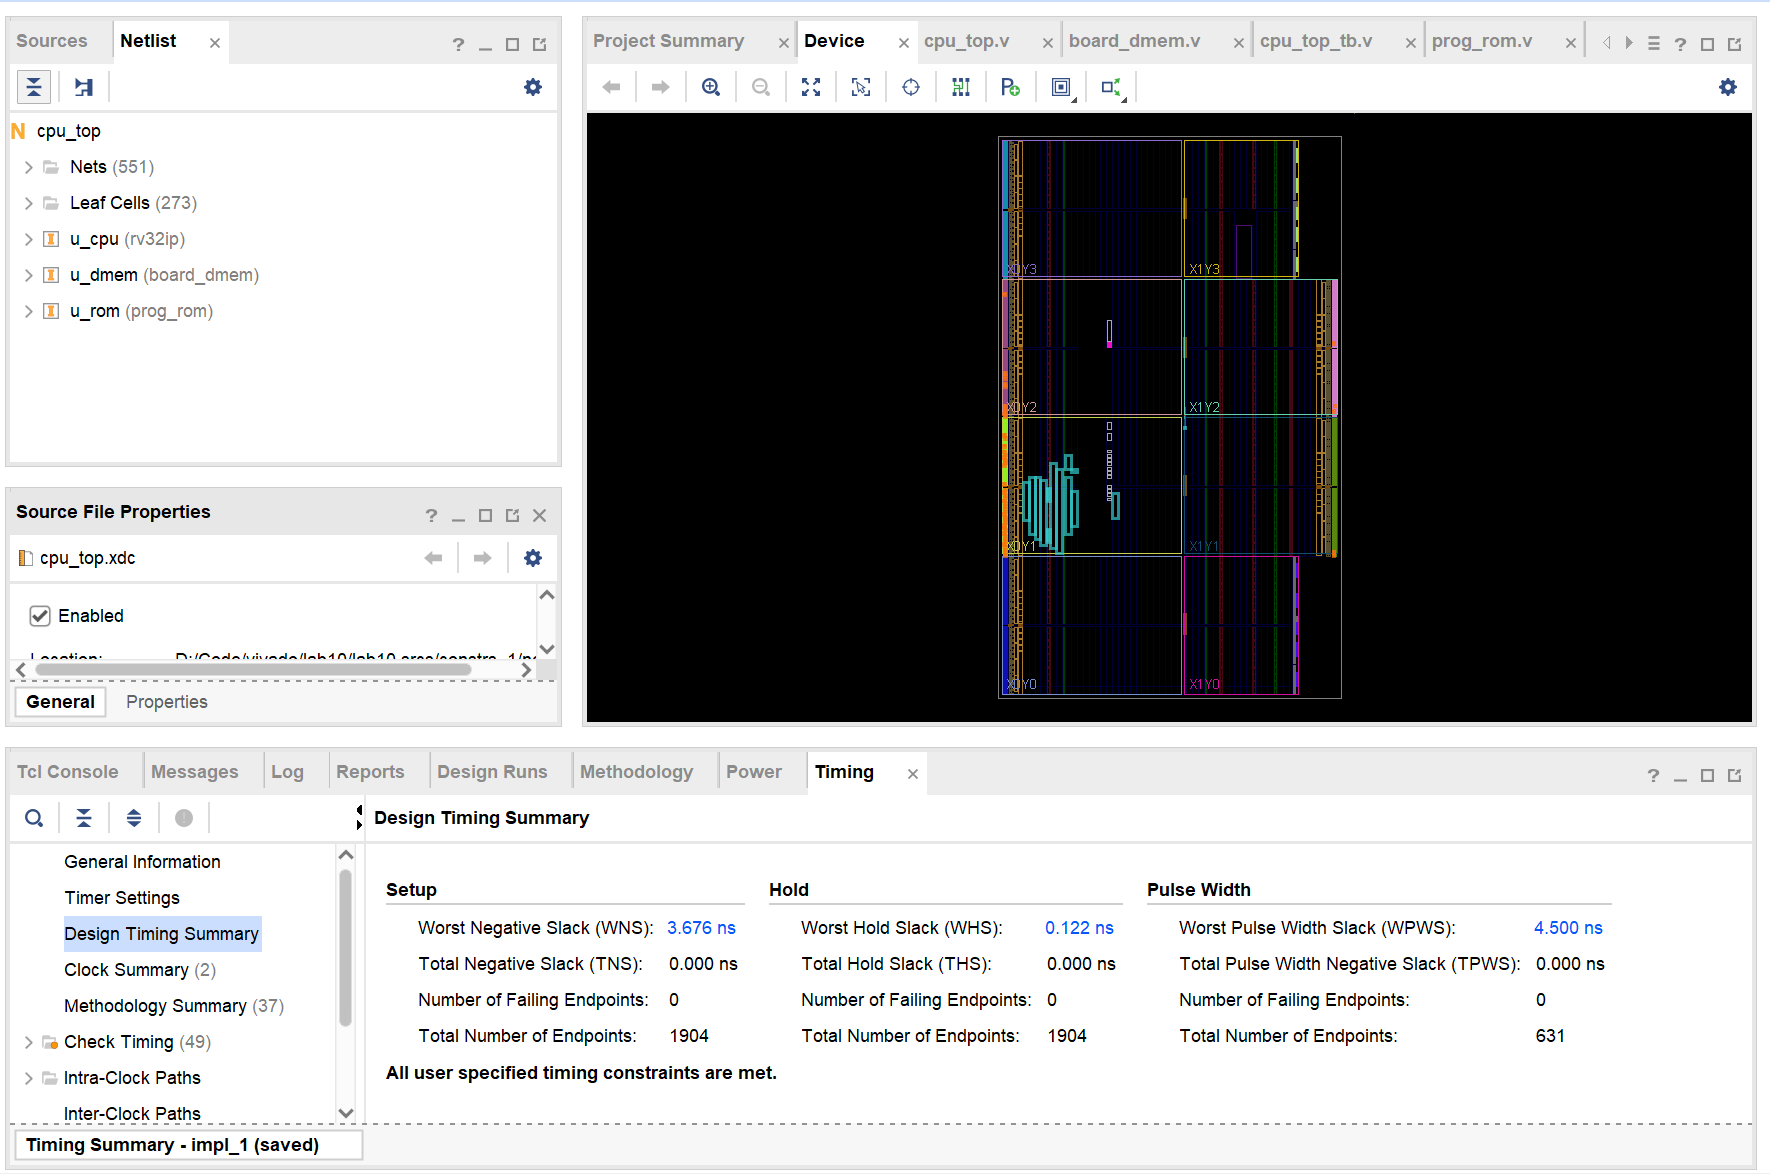 Sources
Netlist
cpu_top
Nets (551)
Leaf Cells (273)
u_cpu (rv32ip)
u_dmem (board_dmem)
u_rom (prog_rom)
Source File Properties
cpu_top.xdc
Enabled
Location:
General
Properties
Project Summary
Device
cpu_top.v
board_dmem.v
cpu_top_tb.v
prog_rom.v
X0Y3
X1Y3
X0Y2
X1Y2
X0Y1
X1Y1
X0Y0
X1Y0
Tcl Console
Messages
Log
Reports
Design Runs
Methodology
Power
Timing
General Information
Timer Settings
Design Timing Summary
Clock Summary (2)
Methodology Summary (37)
Check Timing (49)
Intra-Clock Paths
Inter-Clock Paths
Timing Summary - impl_1 (saved)
Design Timing Summary
Setup
Worst Negative Slack (WNS): 3.676 ns
Total Negative Slack (TNS): 0.000 ns
Number of Failing Endpoints: 0
Total Number of Endpoints: 1904
Hold
Worst Hold Slack (WHS): 0.122 ns
Total Hold Slack (THS): 0.000 ns
Number of Failing Endpoints: 0
Total Number of Endpoints: 1904
Pulse Width
Worst Pulse Width Slack (WPWS): 4.500 ns
Total Pulse Width Negative Slack (TPWS): 0.000 ns
Number of Failing Endpoints: 0
Total Number of Endpoints: 631
All user specified timing constraints are met.